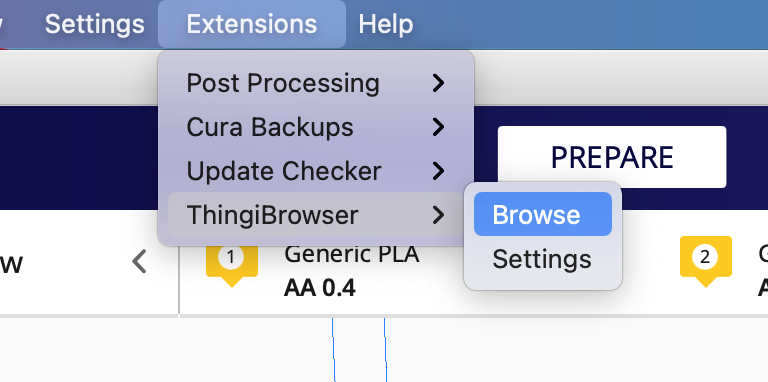 Settings Extensions Help
Post Processing
Cura Backups
Update Checker
PREPARE
ThingiBrowser
Browse
Settings
1
Generic PLA
AA 0.4
2